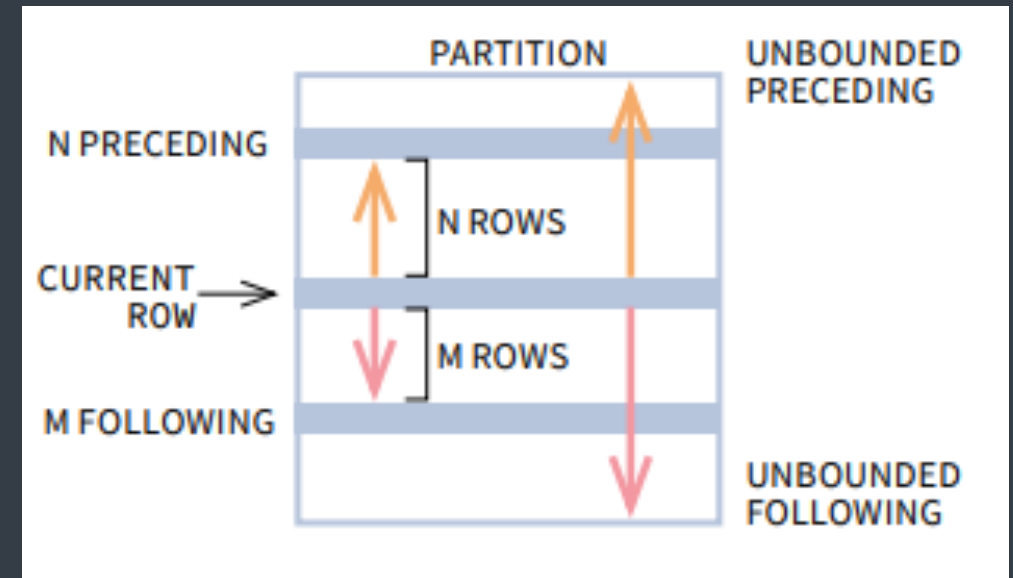 PARTITION
UNBOUNDED
PRECEDING
N PRECEDING
N ROWS
CURRENT
ROW
M ROWS
M FOLLOWING
UNBOUNDED
FOLLOWING